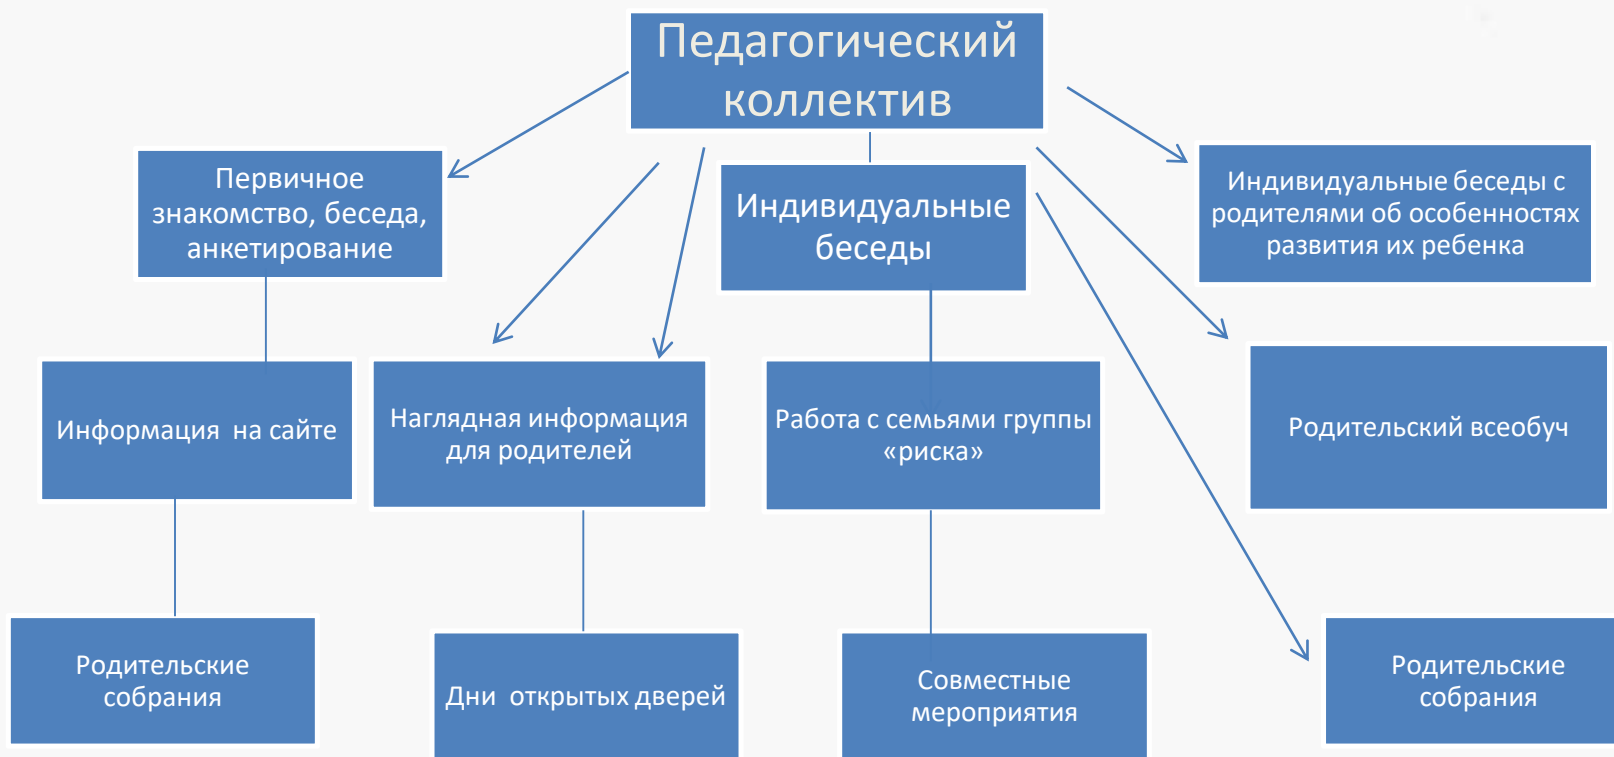 Педагогический
коллектив
Первичное
знакомство, беседа,
анкетирование
Индивидуальные
беседы
Индивидуальные беседы с
родителями об особенностях
развития их ребенка
Информация на сайте
Наглядная информация
для родителей
Работа с семьями группы
«риска»
Родительский всеобуч
Родительские
собрания
Дни открытых дверей
Совместные
мероприятия
Родительские
собрания